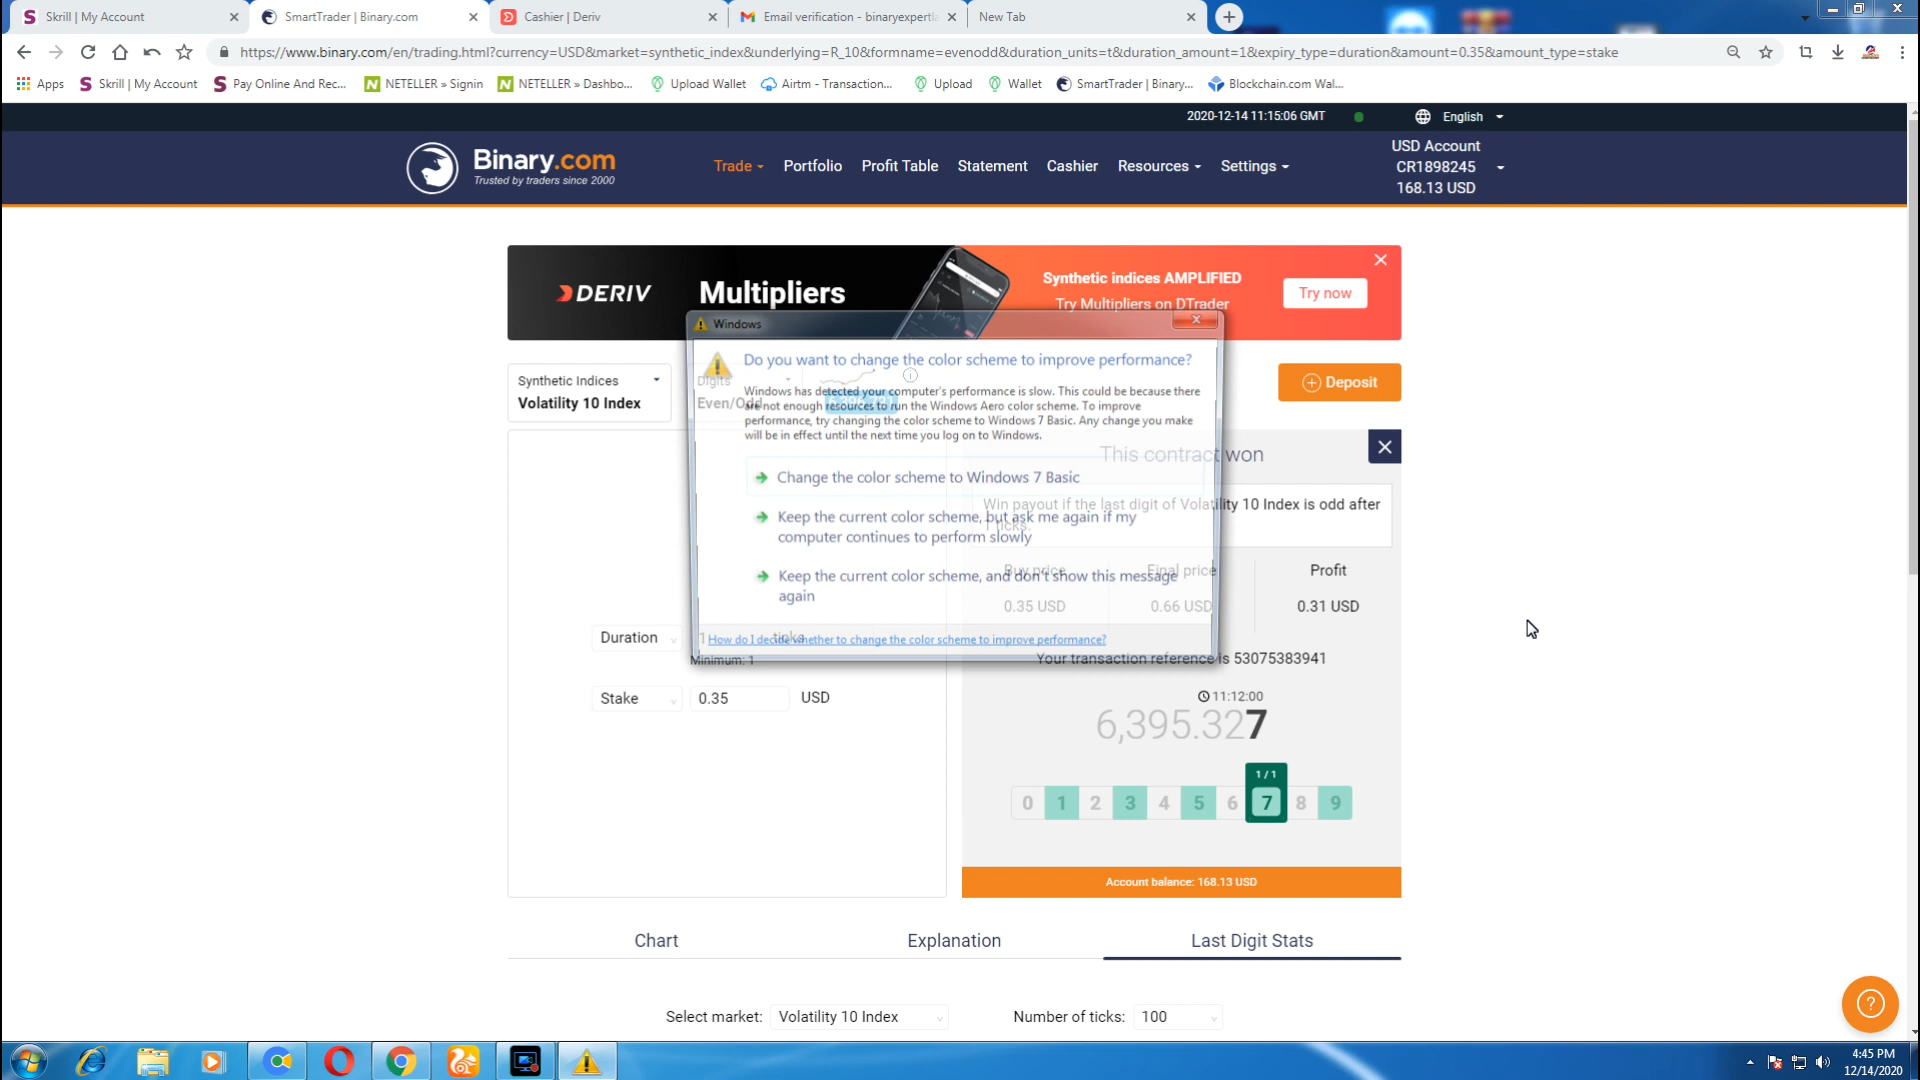 Skrill | My Account
SmartTrader | Binary.com
Cashier | Deriv
Email verification - binaryexpertla
New Tab
https://www.binary.com/en/trading.html?currency=USD&market=synthetic_index&underlying=R_10&formname=evenodd&duration_units=t&duration_amount=1&expiry_type=duration&amount=0.35&amount_type=stake
Apps
Skrill | My Account
Pay Online And Rec...
NETELLER » Signin
NETELLER » Dashbo...
Upload Wallet
Airtm - Transaction...
Upload
Wallet
SmartTrader | Binary...
Blockchain.com Wal...
2020-12-14 11:15:06 GMT
English
Binary.com
Trusted by traders since 2000
Trade
Portfolio
Profit Table
Statement
Cashier
Resources
Settings
USD Account
CR1898245
168.13 USD
DERIV
Multipliers
Synthetic indices AMPLIFIED
Try Multipliers on DTrader
Try now
Windows
Do you want to change the color scheme to improve performance?
Windows has detected your computer's performance is slow. This could be because there
are not enough resources to run the Windows Aero color scheme. To improve
performance, try changing the color scheme to Windows 7 Basic. Any change you make
will be in effect until the next time you log on to Windows.
Change the color scheme to Windows 7 Basic
Keep the current color scheme, but ask me again if my
computer continues to perform slowly
Keep the current color scheme, and don't show this message
again
How do I decide whether to change the color scheme to improve performance?
Synthetic Indices
Volatility 10 Index
Digits
Even/Odd
Deposit
This contract won
Win payout if the last digit of Volatility 10 Index is odd after
1 ticks.
Buy price
Final price
Profit
0.35 USD
0.66 USD
0.31 USD
Your transaction reference is 53075383941
11:12:00
6,395.327
1 / 1
0 1 2 3 4 5 6 7 8 9
Account balance: 168.13 USD
Duration
1
ticks
Minimum: 1
Stake
0.35
USD
Chart
Explanation
Last Digit Stats
Select market:
Volatility 10 Index
Number of ticks:
100
4:45 PM
12/14/2020